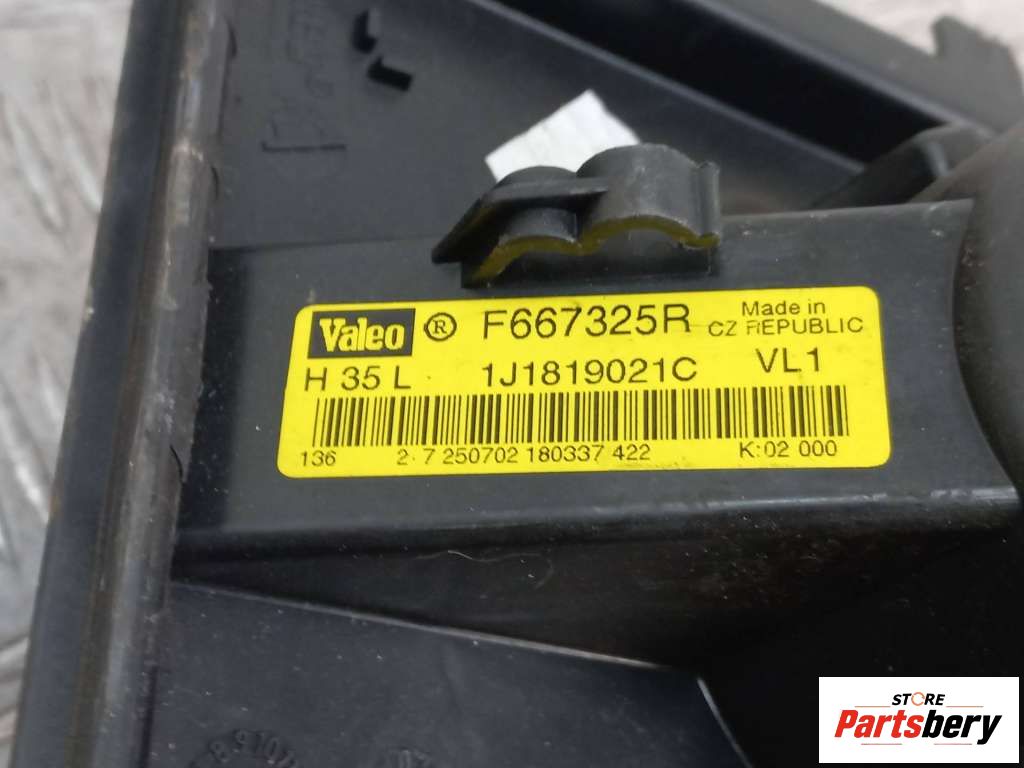 Valeo ® F667325R Made in
CZ REPUBLIC
H 35 L 1J1819021C VL1
136 2.7 250702 180337 422 K:02 000
STORE
Partsbery